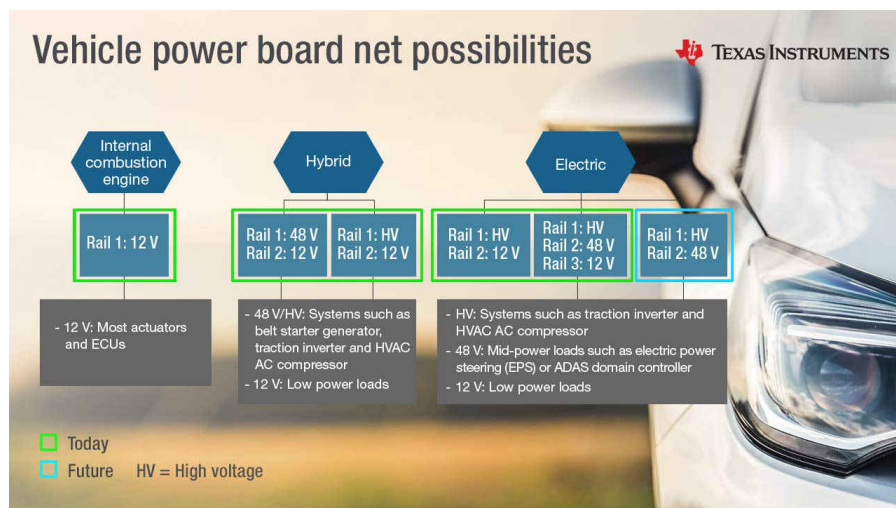 Vehicle power board net possibilities
TEXAS INSTRUMENTS
Internal
combustion
engine
Hybrid
Electric
Rail 1: 12 V
Rail 1: 48 V
Rail 2: 12 V
Rail 1: HV
Rail 2: 12 V
Rail 1: HV
Rail 2: 12 V
Rail 1: HV
Rail 2: 48 V
Rail 3: 12 V
Rail 1: HV
Rail 2: 48 V
- 12 V: Most actuators
and ECUs
- 48 V/HV: Systems such as
belt starter generator,
traction inverter and HVAC
AC compressor
- 12 V: Low power loads
- HV: Systems such as traction inverter and
HVAC AC compressor
- 48 V: Mid-power loads such as electric power
steering (EPS) or ADAS domain controller
- 12 V: Low power loads
Today
Future HV = High voltage